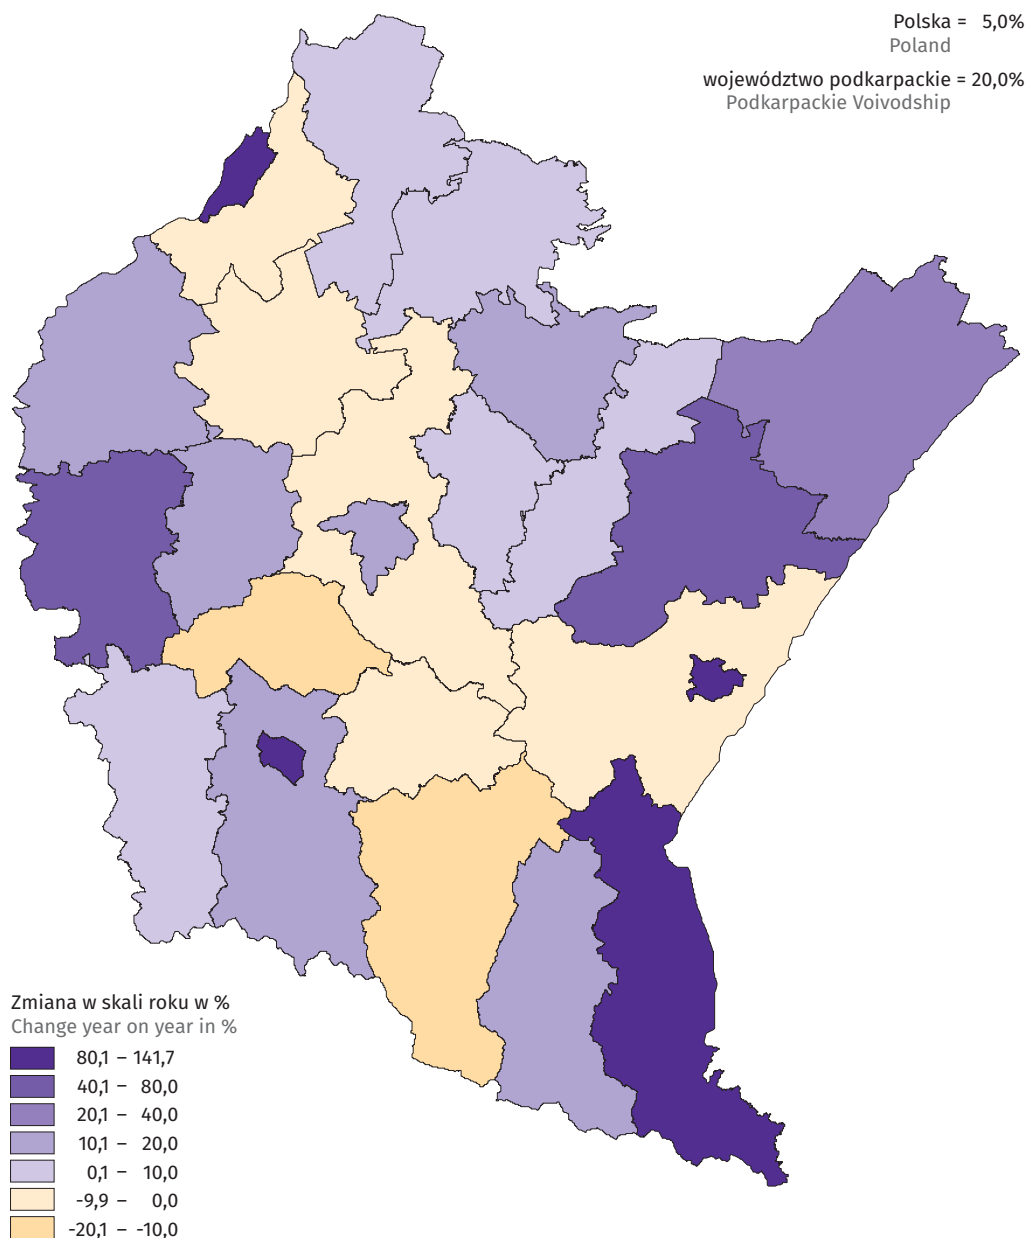 Polska = 5,0%
Poland
województwo podkarpackie = 20,0%
Podkarpackie Voivodship
Zmiana w skali roku w %
Change year on year in %
80,1 – 141,7
40,1 – 80,0
20,1 – 40,0
10,1 – 20,0
0,1 – 10,0
-9,9 – 0,0
-20,1 – -10,0